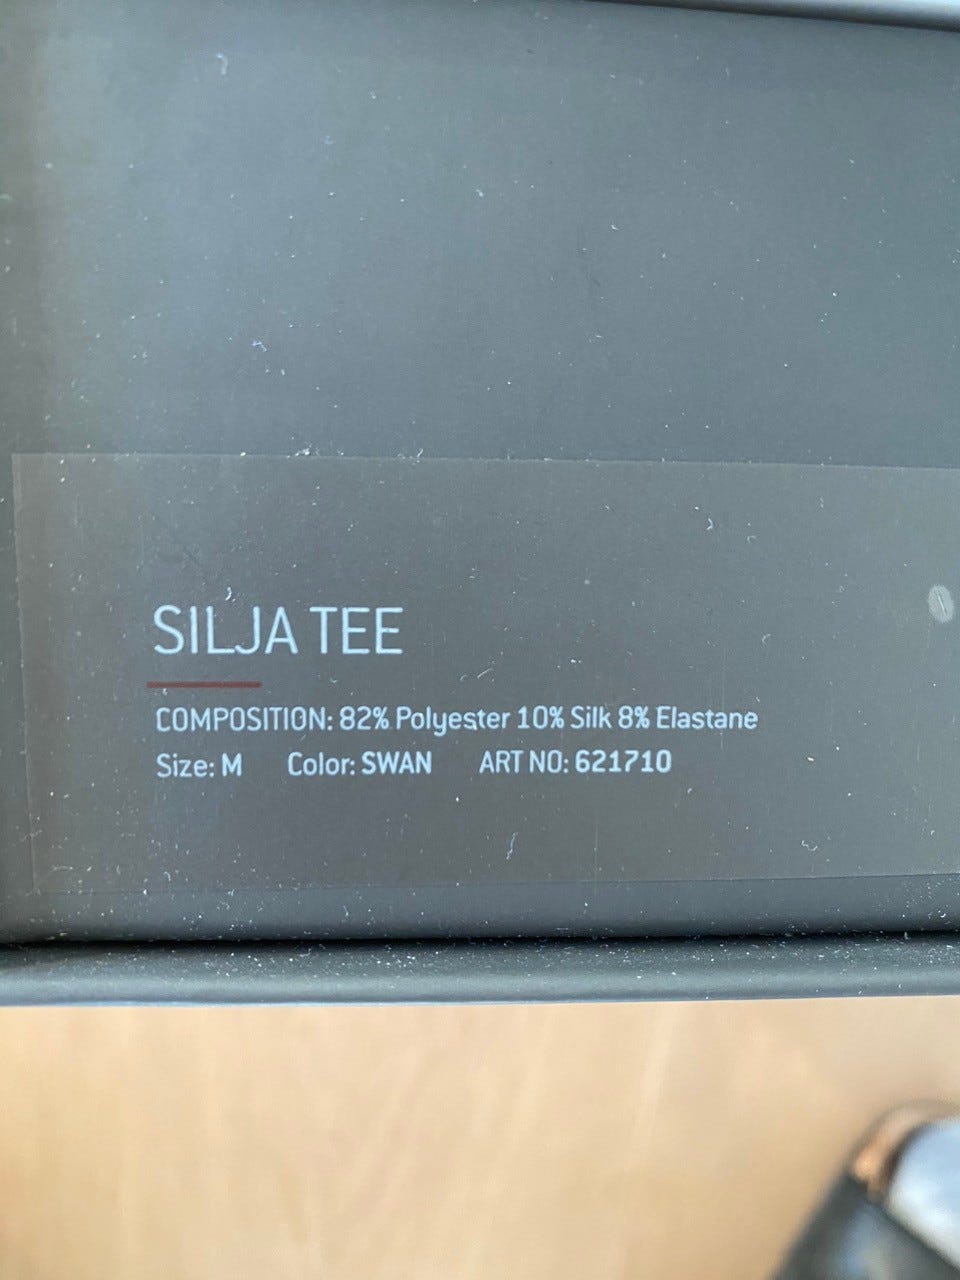 SILJA TEE
COMPOSITION: 82% Polyester 10% Silk 8% Elastane
Size: M Color: SWAN ART NO: 621710